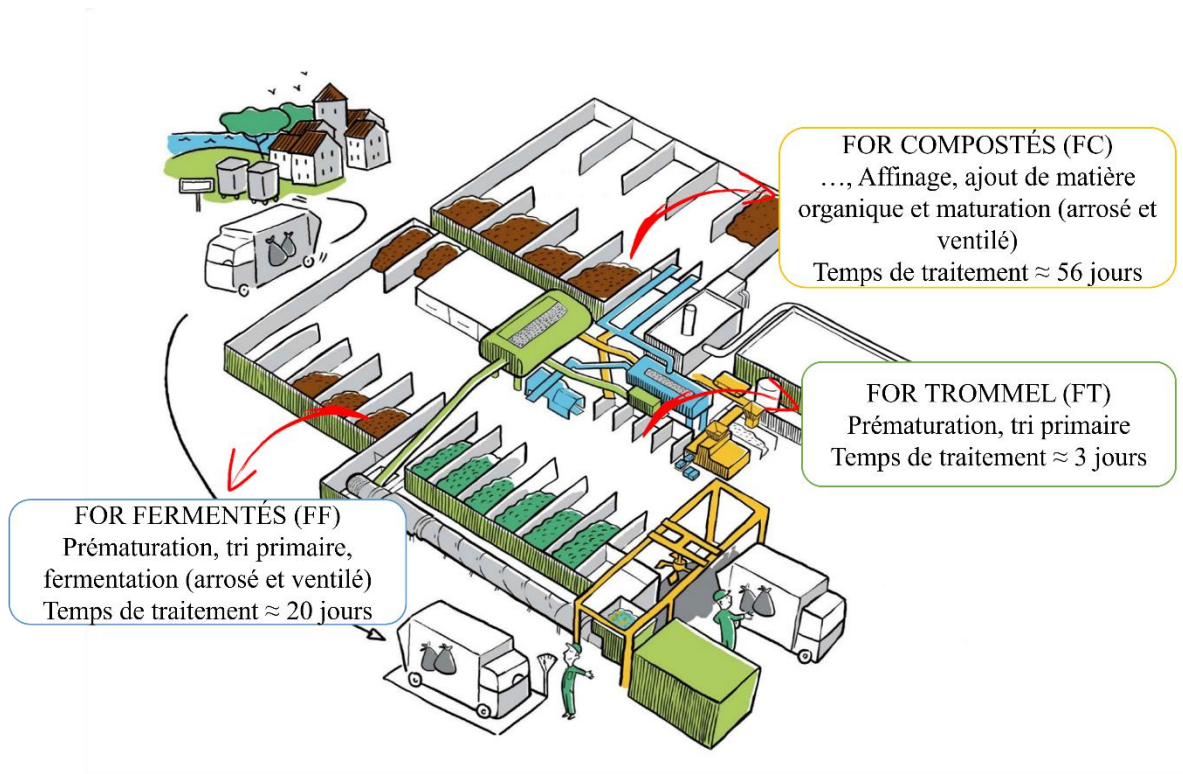 FOR COMPOSTÉS (FC)
…, Affinage, ajout de matière
organique et maturation (arrosé et
ventilé)
Temps de traitement ≈ 56 jours
FOR TROMMEL (FT)
Prématuration, tri primaire
Temps de traitement ≈ 3 jours
FOR FERMENTÉS (FF)
Prématuration, tri primaire,
fermentation (arrosé et ventilé)
Temps de traitement ≈ 20 jours